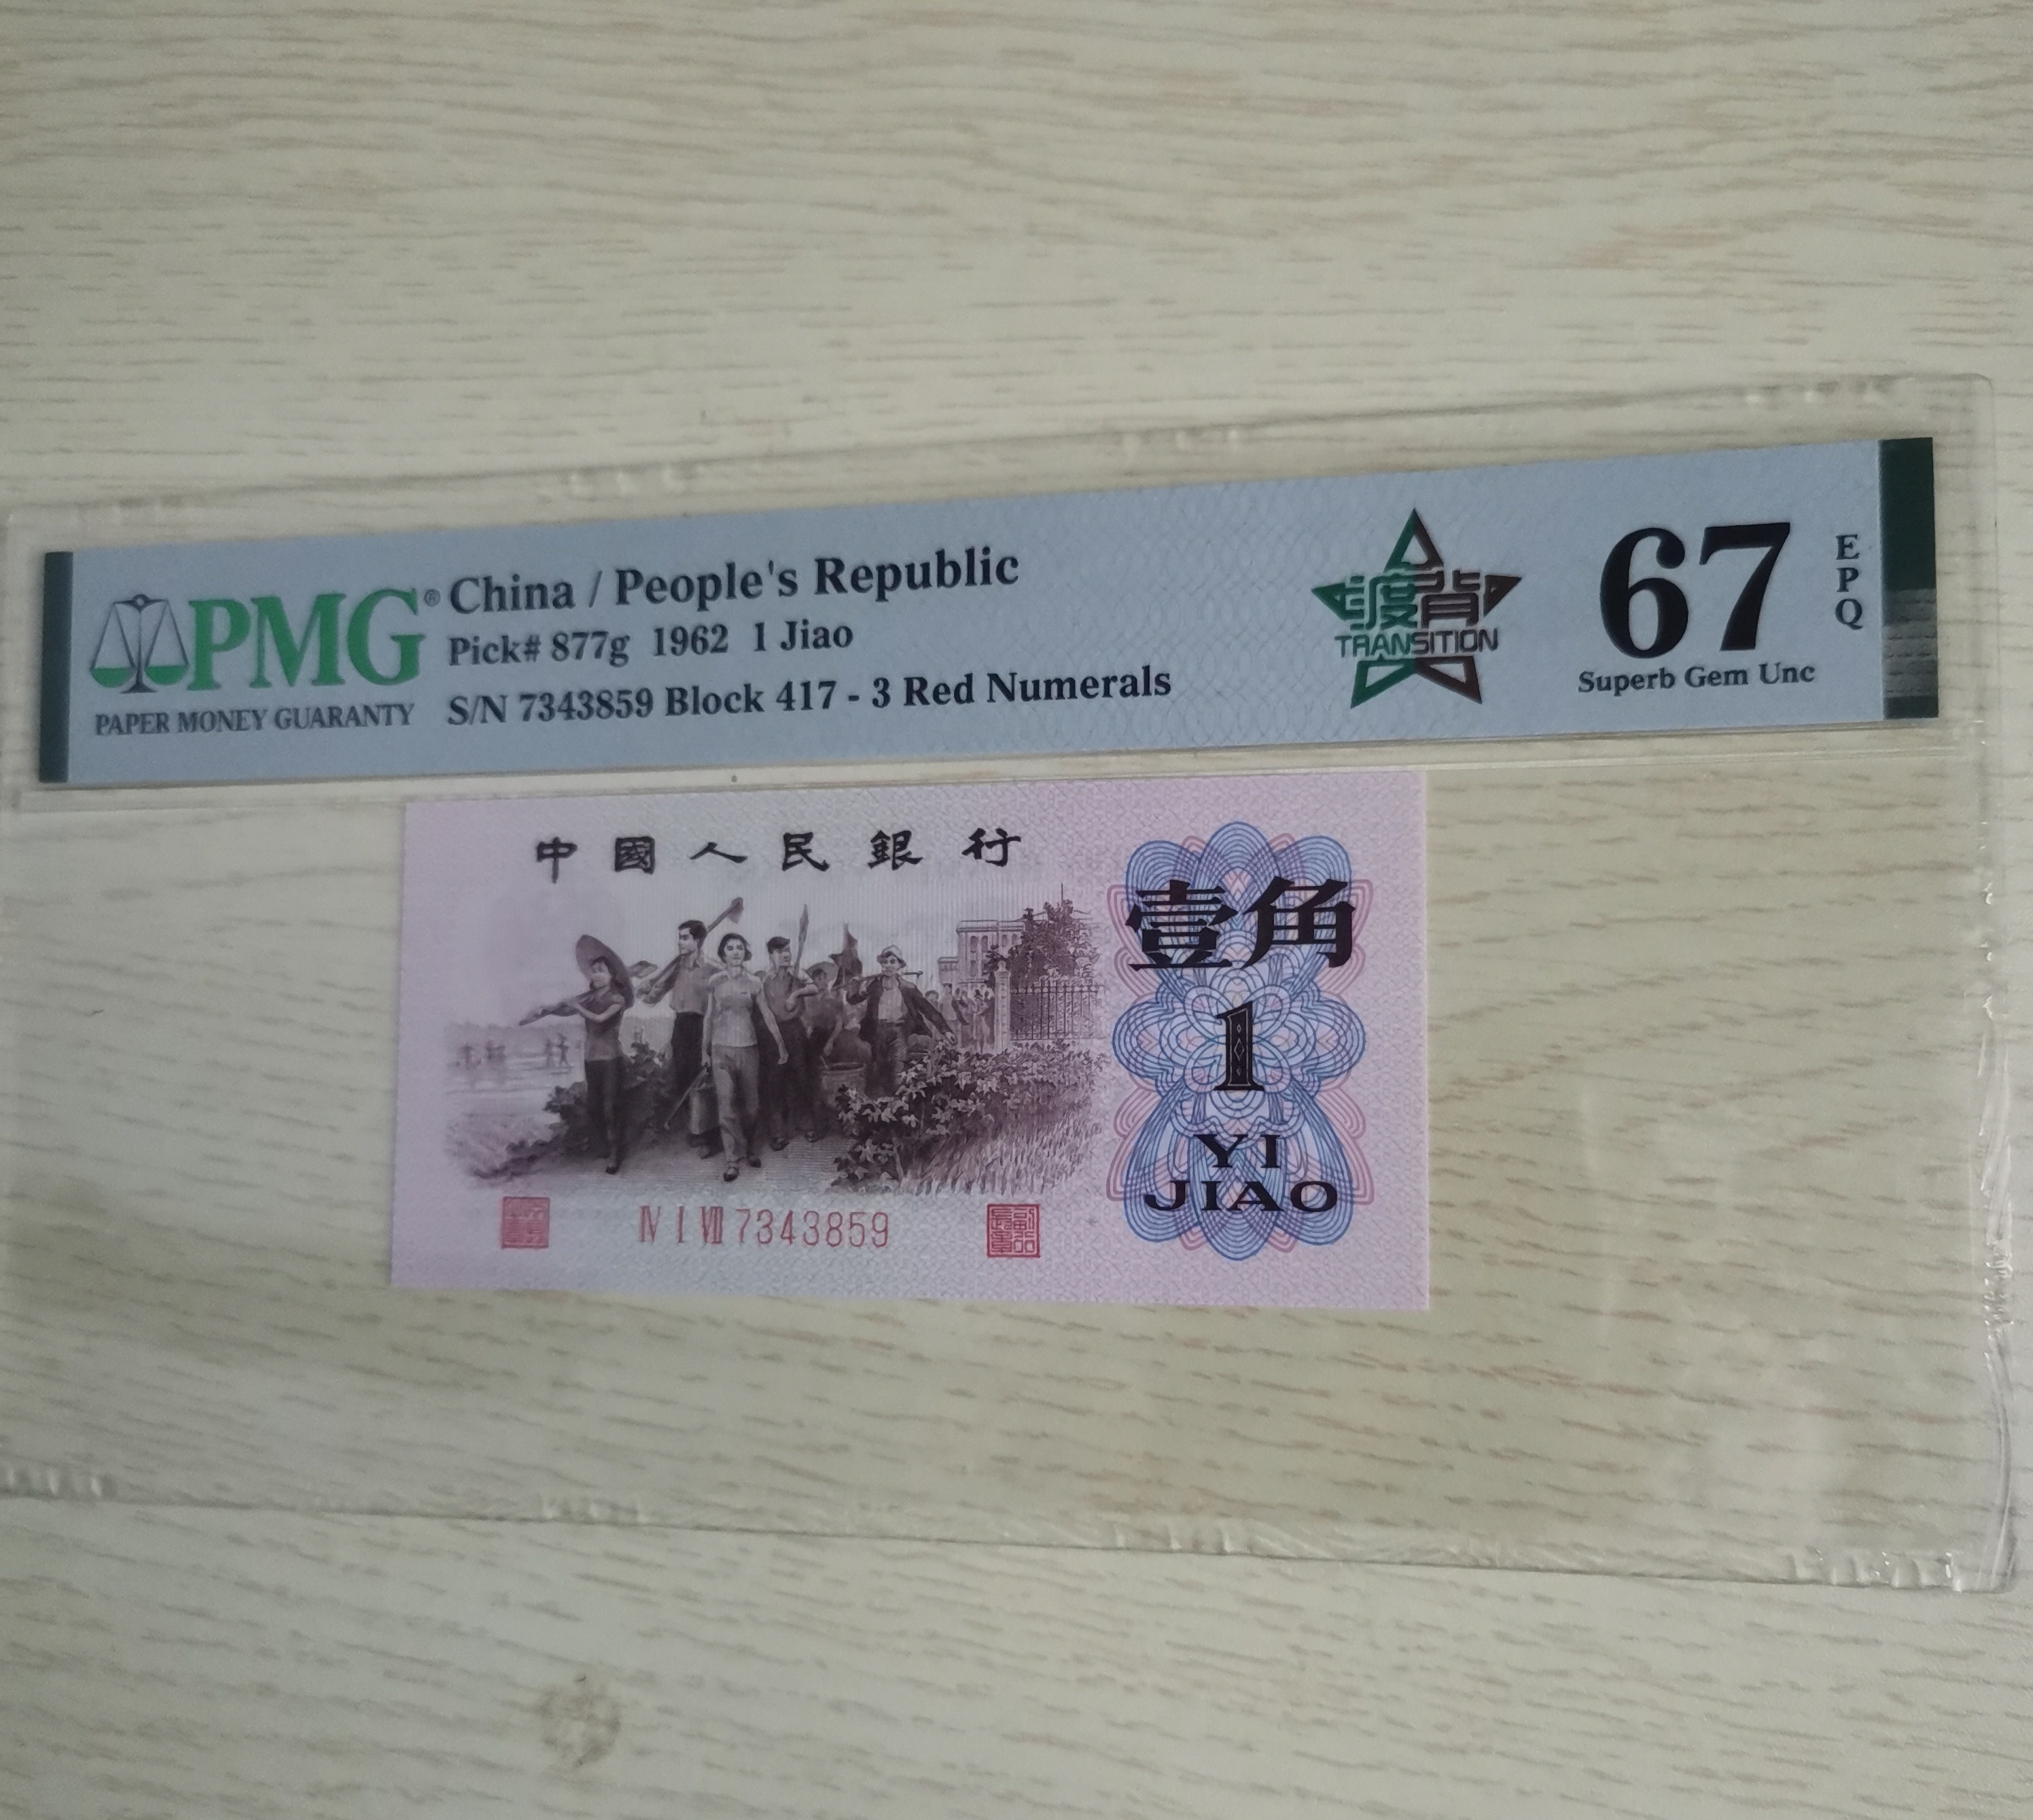 PMG®
PAPER MONEY GUARANTY
China / People's Republic
Pick# 877g 1962 1 Jiao
S/N 7343859 Block 417 - 3 Red Numerals
TRANSITION
67
EPQ
Superb Gem Unc
中國人民銀行
壹角
1
YI
JIAO
Ⅳ Ⅰ Ⅶ 7343859